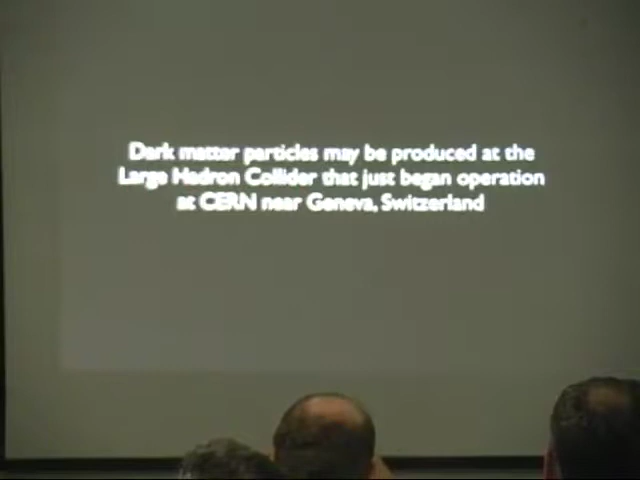 Dark matter particles may be produced at the
Large Hadron Collider that just began operation
at CERN near Geneva, Switzerland